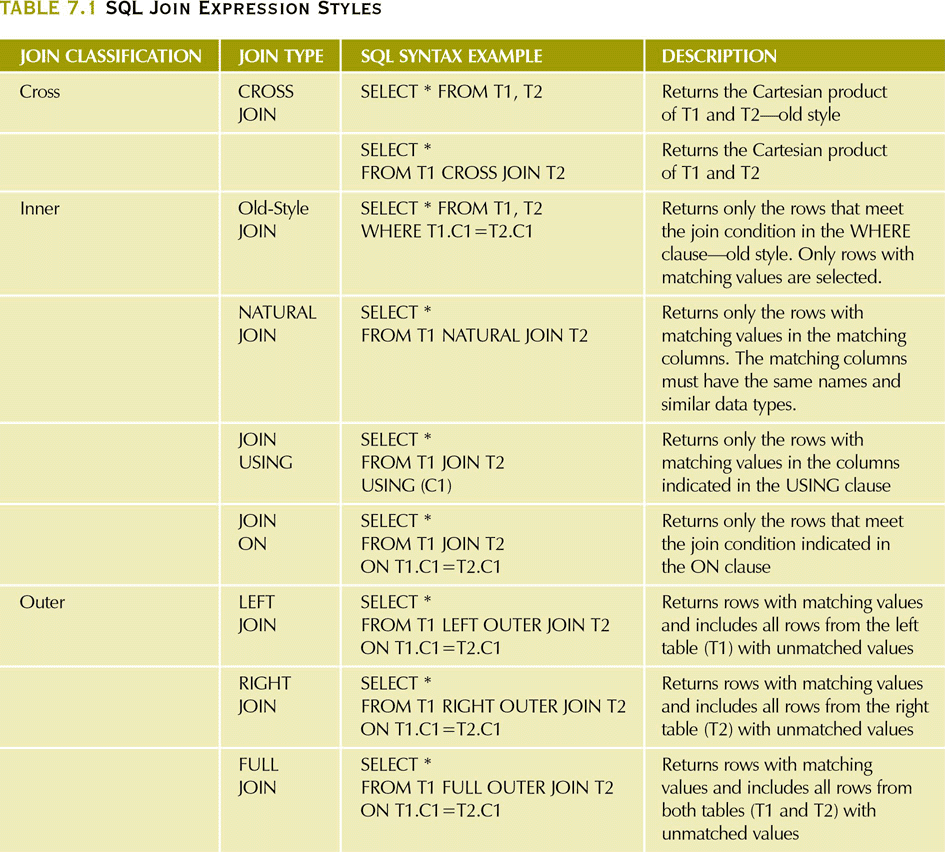 TABLE 7.1 SQL JOIN EXPRESSION STYLES
JOIN CLASSIFICATION JOIN TYPE SQL SYNTAX EXAMPLE DESCRIPTION
Cross CROSS SELECT * FROM T1, T2 Returns the Cartesian product
JOIN of T1 and T2—old style
SELECT * Returns the Cartesian product
FROM T1 CROSS JOIN T2 of T1 and T2
Inner Old-Style SELECT * FROM T1, T2 Returns only the rows that meet
JOIN WHERE T1.C1=T2.C1 the join condition in the WHERE
clause—old style. Only rows with
matching values are selected.
NATURAL SELECT * Returns only the rows with
JOIN FROM T1 NATURAL JOIN T2 matching values in the matching
columns. The matching columns
must have the same names and
similar data types.
JOIN SELECT * Returns only the rows with
USING FROM T1 JOIN T2 matching values in the columns
USING (C1) indicated in the USING clause
JOIN SELECT * Returns only the rows that meet
ON FROM T1 JOIN T2 the join condition indicated in
ON T1.C1=T2.C1 the ON clause
Outer LEFT SELECT * Returns rows with matching values
JOIN FROM T1 LEFT OUTER JOIN T2 and includes all rows from the left
ON T1.C1=T2.C1 table (T1) with unmatched values
RIGHT SELECT * Returns rows with matching values
JOIN FROM T1 RIGHT OUTER JOIN T2 and includes all rows from the right
ON T1.C1=T2.C1 table (T2) with unmatched values
FULL SELECT * Returns rows with matching
JOIN FROM T1 FULL OUTER JOIN T2 values and includes all rows from
ON T1.C1=T2.C1 both tables (T1 and T2) with
unmatched values